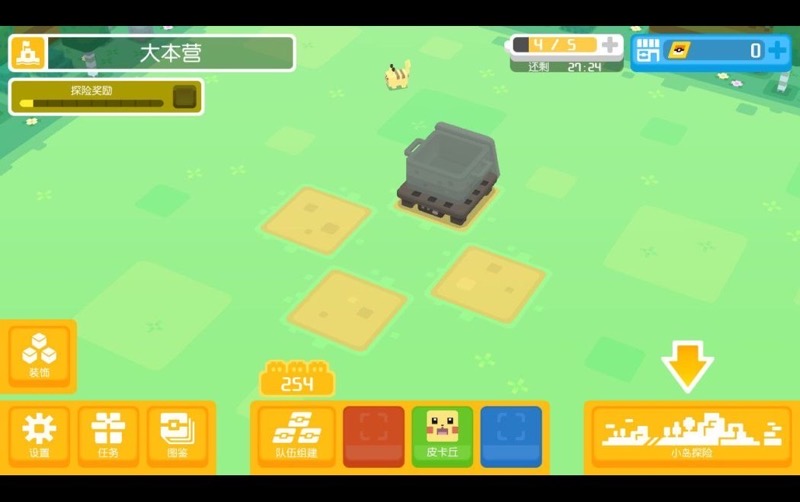 大本营
4 / 5
还剩 27:24
0
探险奖励
装饰
254
设置
任务
图鉴
队伍组建
皮卡丘
小岛探险